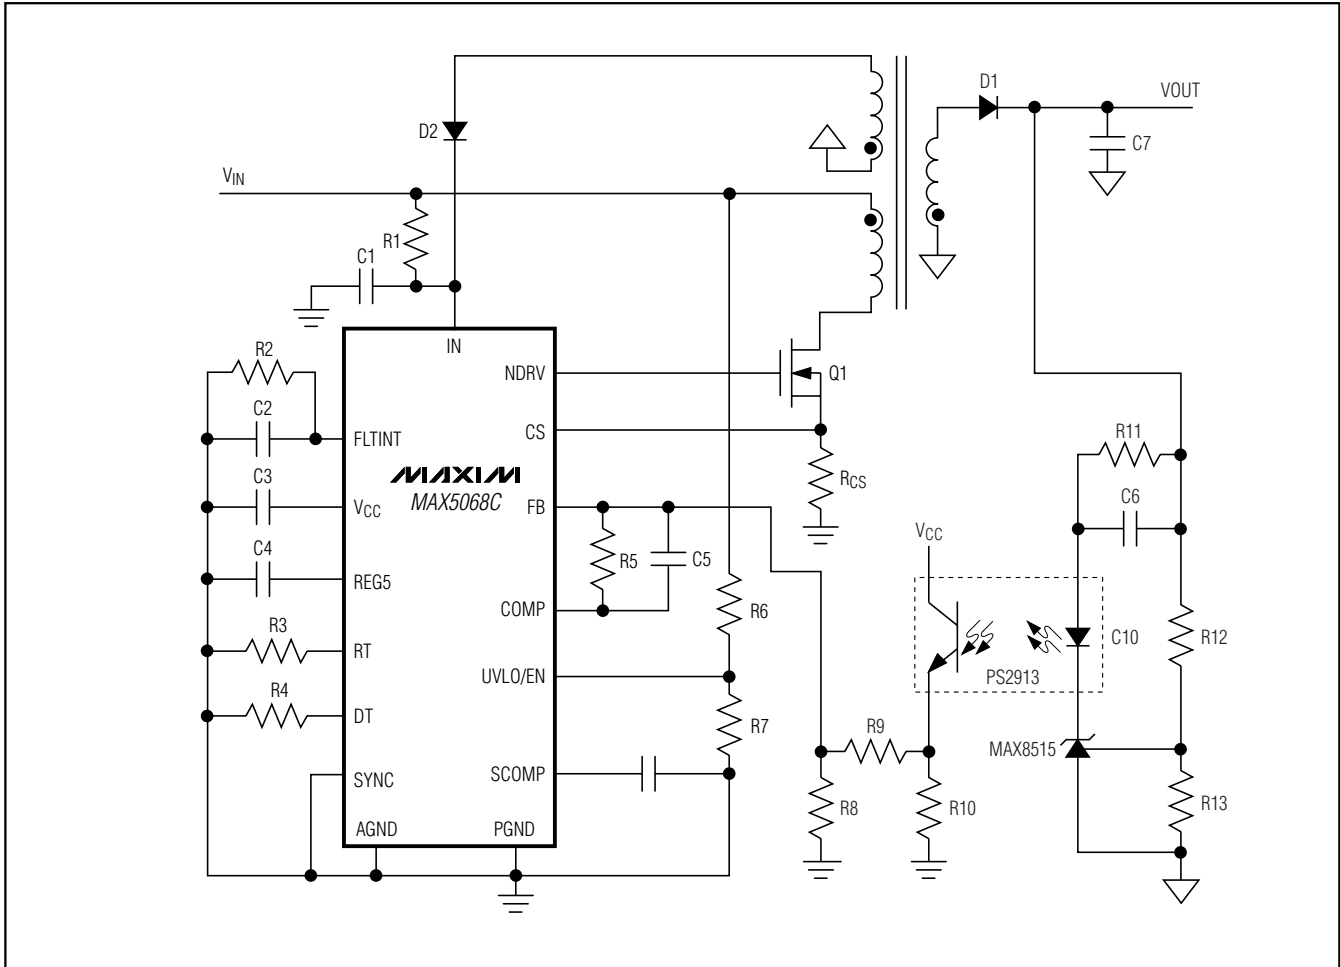 D1
VOUT
D2
C7
VIN
R1
C1
IN
R2
NDRV
Q1
C2
CS
FLTINT
R11
MAXIM
MAX5068C
C3
VCC
FB
RCS
C6
VCC
C4
REG5
R5
C5
COMP
R6
R3
RT
C10
R12
UVLO/EN
PS2913
R4
DT
R7
R9
MAX8515
SYNC
SCOMP
R8
R10
R13
AGND
PGND